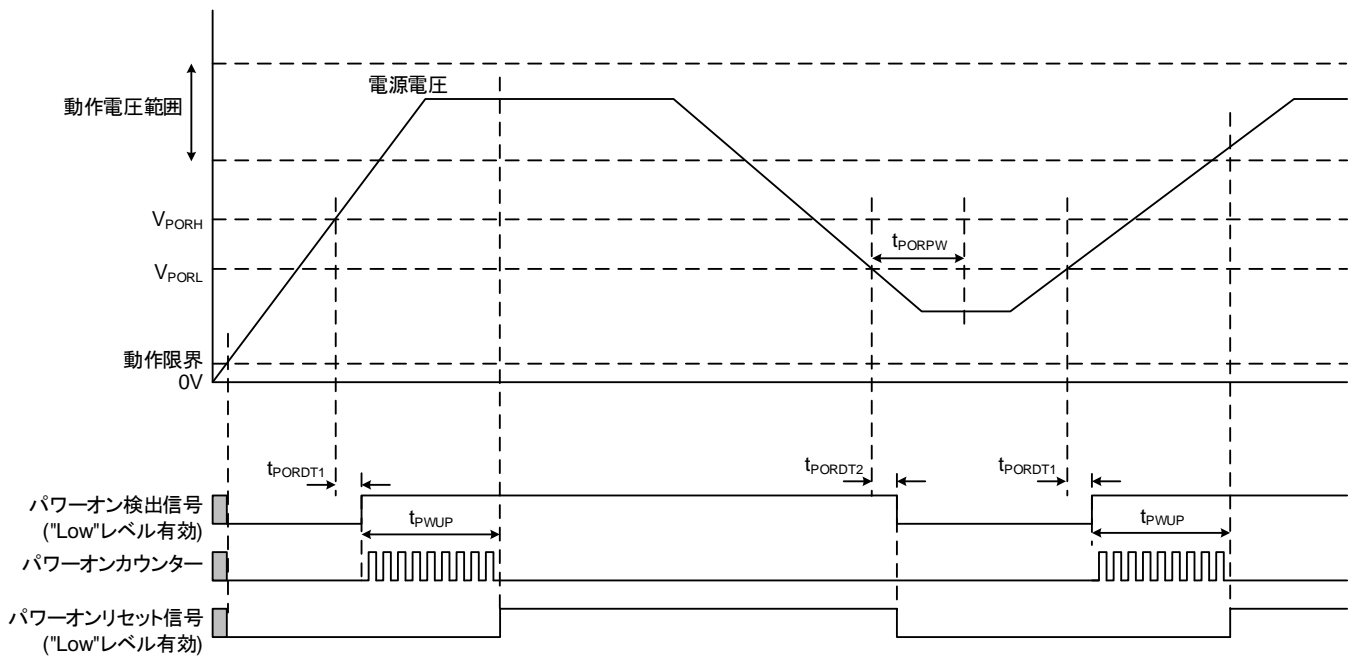 電源電圧
動作電圧範囲
VPORH
tPORPW
VPORL
動作限界
0V
tPORDT1
tPORDT2
tPORDT1
パワーオン検出信号
("Low"レベル有効)
tPWUP
tPWUP
パワーオンカウンター
パワーオンリセット信号
("Low"レベル有効)